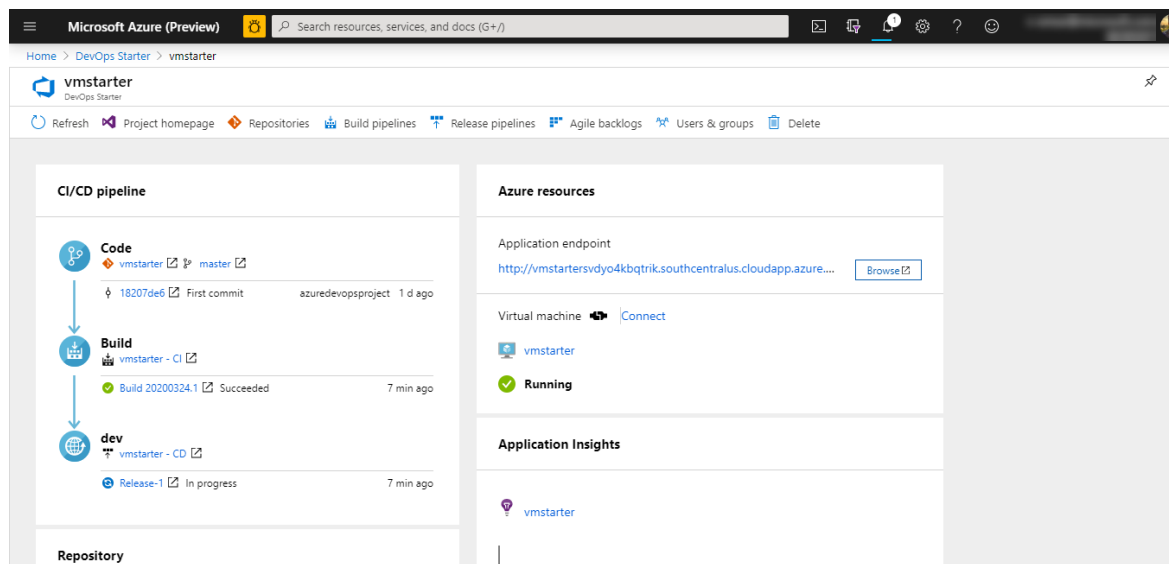 Microsoft Azure (Preview)
Search resources, services, and docs (G+/)
1
Home > DevOps Starter > vmstarter
vmstarter
DevOps Starter
Refresh Project homepage Repositories Build pipelines Release pipelines Agile backlogs Users & groups Delete
CI/CD pipeline
Code
vmstarter master
18207de6 First commit azuredevopsproject 1 d ago
Build
vmstarter - CI
Build 20200324.1 Succeeded 7 min ago
dev
vmstarter - CD
Release-1 In progress 7 min ago
Repository
Azure resources
Application endpoint
http://vmstartersvdyo4kbqtrik.southcentralus.cloudapp.azure....
Browse
Virtual machine Connect
vmstarter
Running
Application Insights
vmstarter